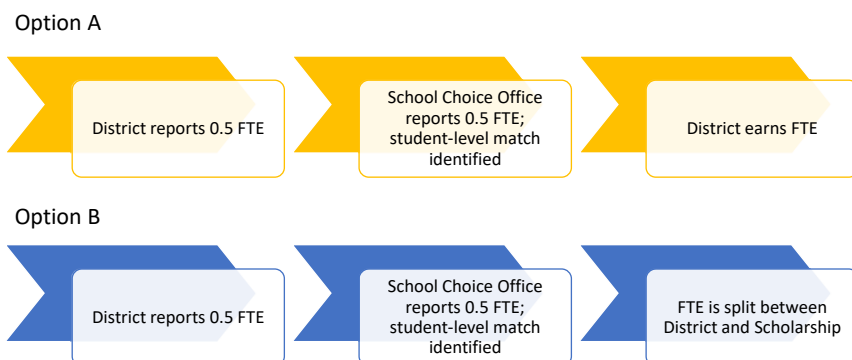 Option A
District reports 0.5 FTE
School Choice Office
reports 0.5 FTE;
student-level match
identified
District earns FTE
Option B
District reports 0.5 FTE
School Choice Office
reports 0.5 FTE;
student-level match
identified
FTE is split between
District and Scholarship